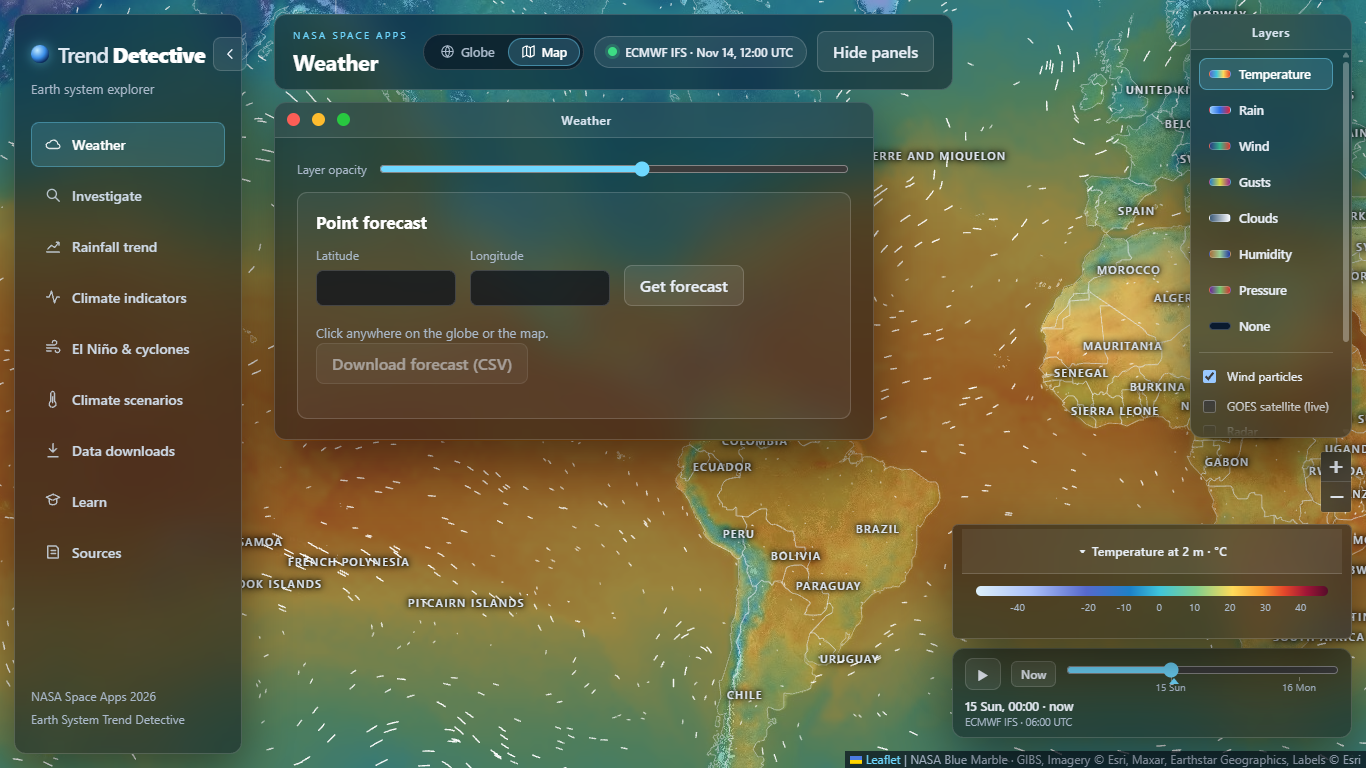 Trend Detective
Earth system explorer
Weather
Investigate
Rainfall trend
Climate indicators
El Niño & cyclones
Climate scenarios
Data downloads
Learn
Sources
NASA Space Apps 2026
Earth System Trend Detective
NASA SPACE APPS
Weather
Globe
Map
ECMWF IFS · Nov 14, 12:00 UTC
Hide panels
Weather
Layer opacity
Point forecast
Latitude
Longitude
Get forecast
Click anywhere on the globe or the map.
Download forecast (CSV)
Layers
Temperature
Rain
Wind
Gusts
Clouds
Humidity
Pressure
None
Wind particles
GOES satellite (live)
Radar
NORWAY
UNITED KI
BELG
SW
ERRE AND MIQUELON
SPAIN
MOROCCO
ALGER
MAURITANIA
SENEGAL
BURKINA
SIERRA LEONE
N
GABON
UGAND
COLOMBIA
ECUADOR
PERU
BRAZIL
BOLIVIA
PARAGUAY
URUGUAY
CHILE
SAMOA
FRENCH POLYNESIA
OOK ISLANDS
PITCAIRN ISLANDS
SOUTH AFRICA
+
−
Temperature at 2 m · °C
-40 -20 -10 0 10 20 30 40
Now
15 Sun
16 Mon
15 Sun, 00:00 · now
ECMWF IFS · 06:00 UTC
Leaflet | NASA Blue Marble · GIBS, Imagery © Esri, Maxar, Earthstar Geographics, Labels © Esri